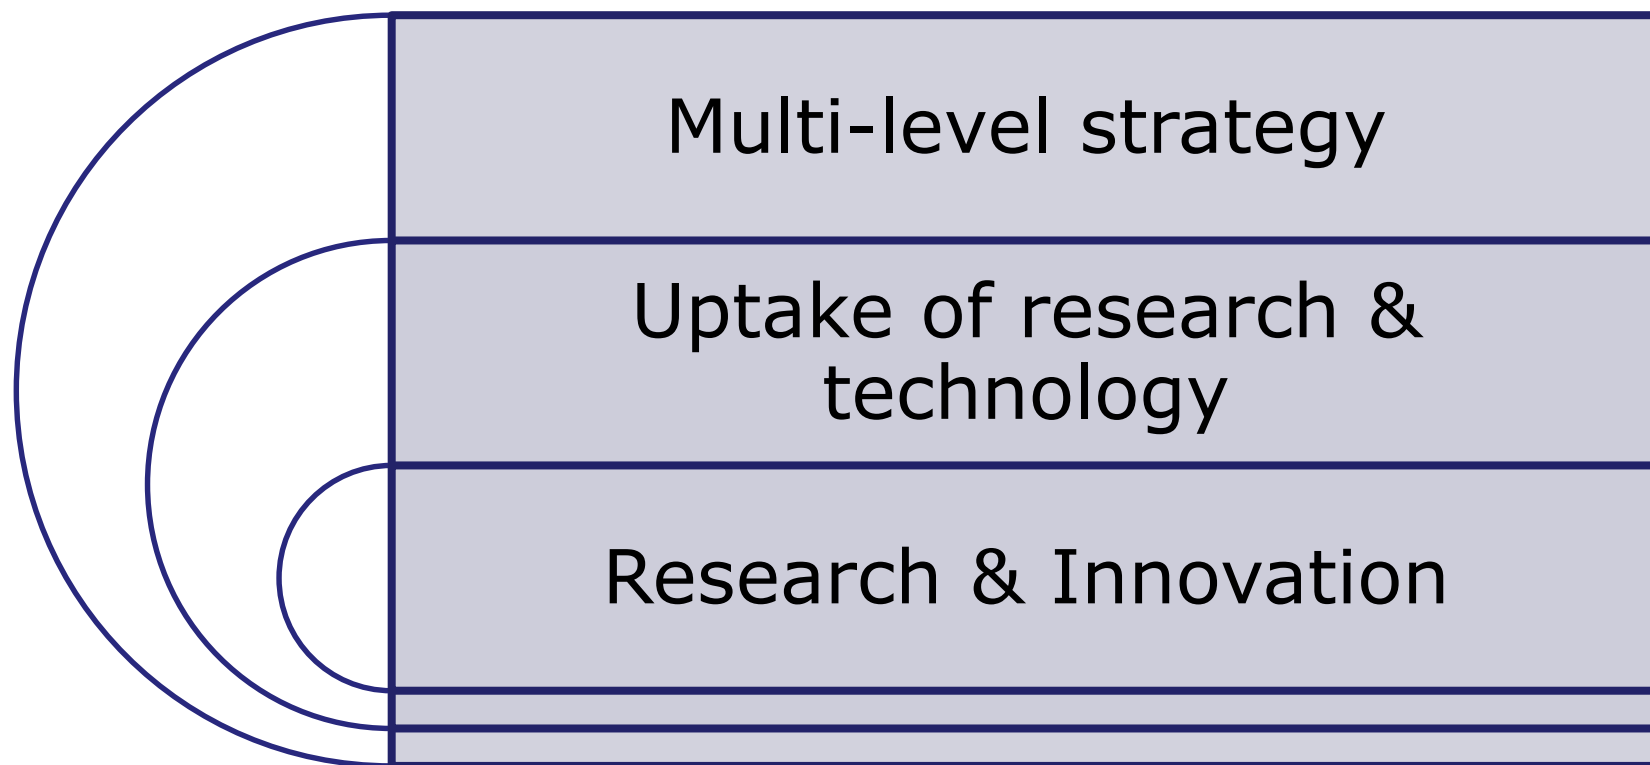 Multi-level strategy
Uptake of research &
technology
Research & Innovation